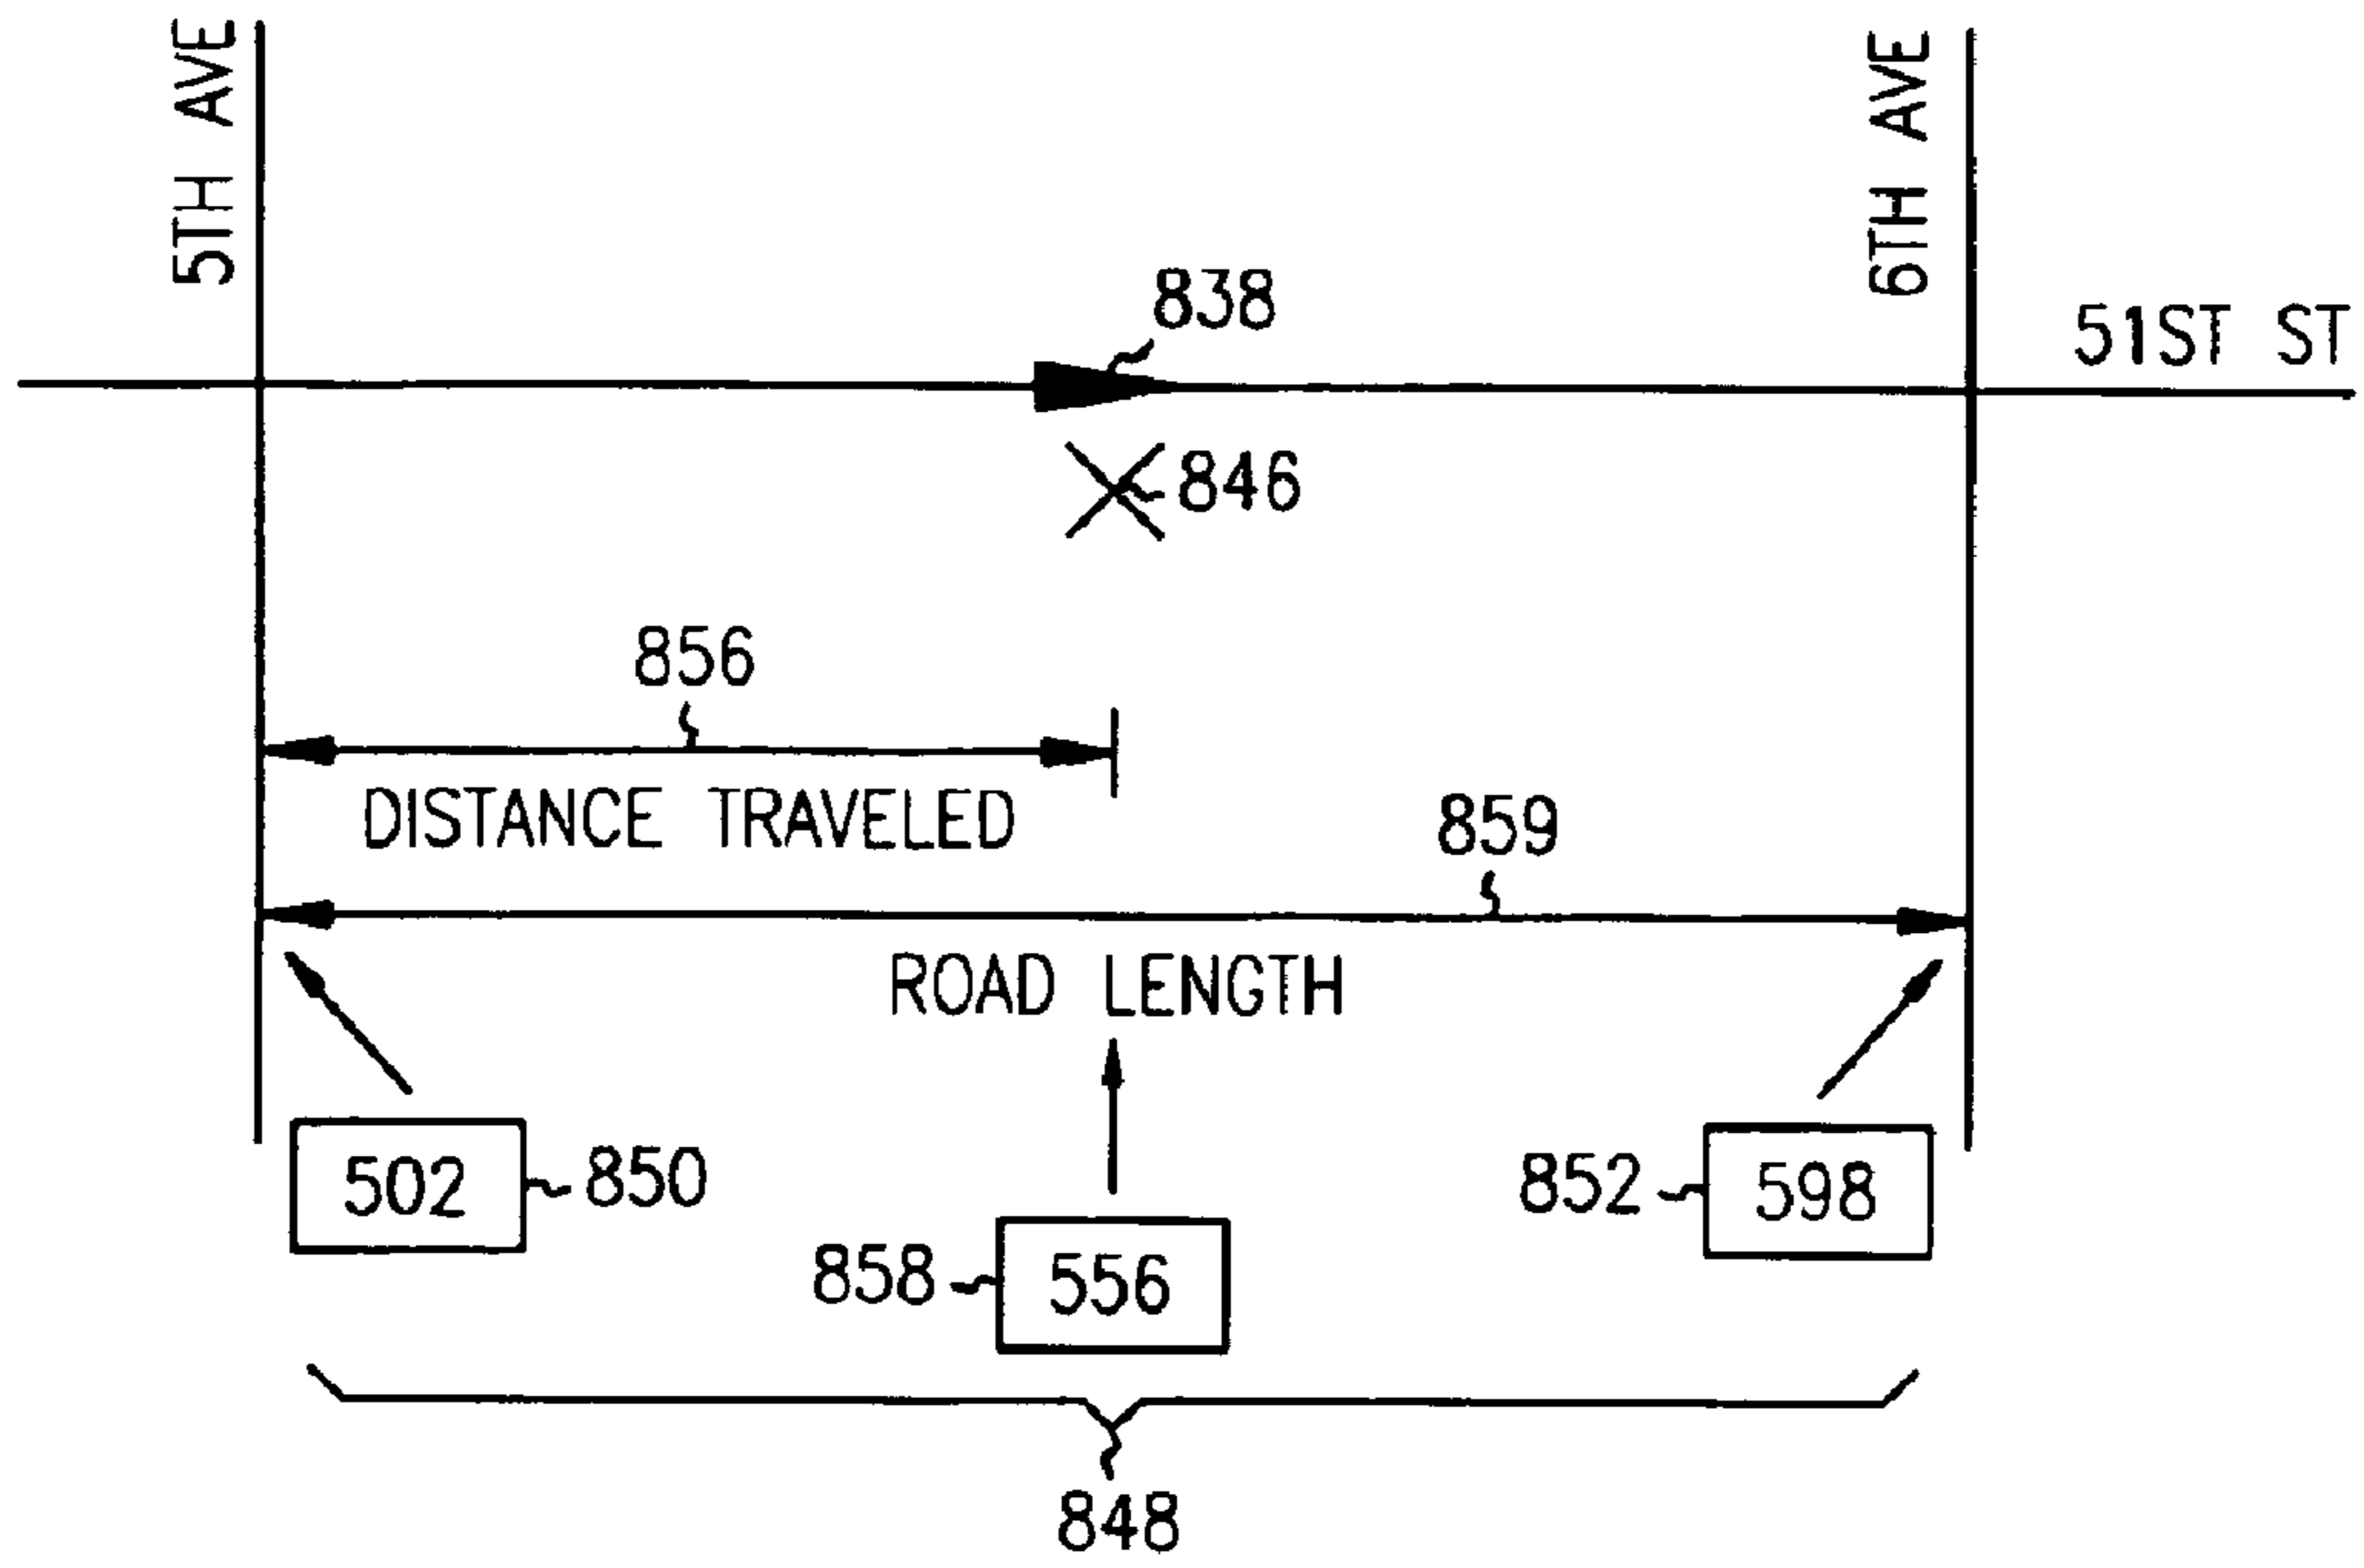 5TH AVE
6TH AVE
838
51ST ST
846
856
DISTANCE TRAVELED
859
ROAD LENGTH
502
850
852
598
858
556
848